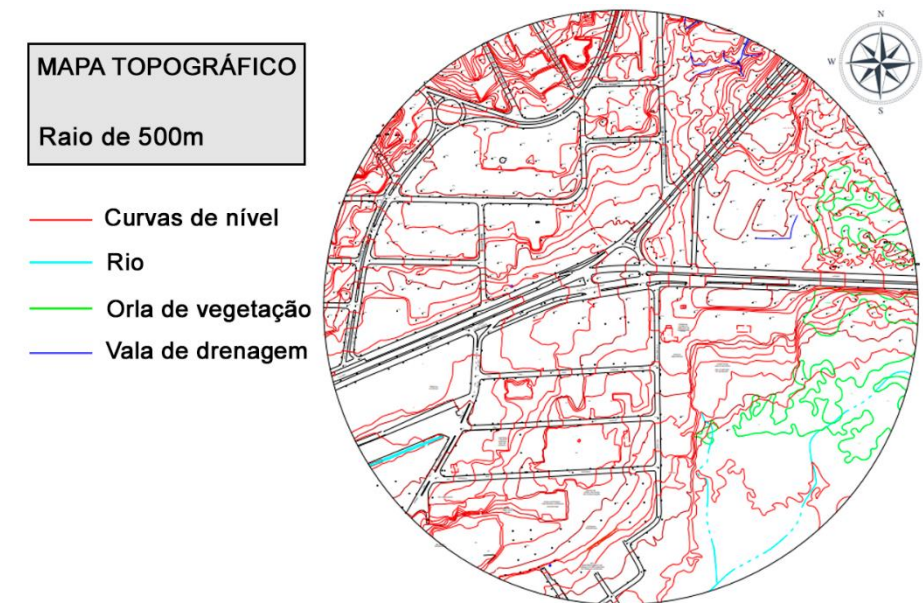 MAPA TOPOGRÁFICO
Raio de 500m
Curvas de nível
Rio
Orla de vegetação
Vala de drenagem
N
W
E
S